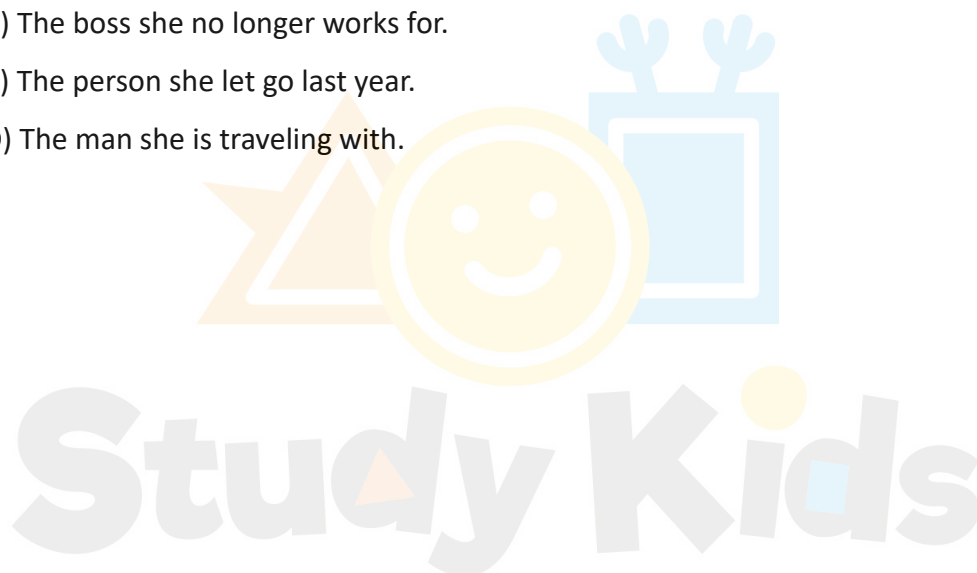 ) The boss she no longer works for.
) The person she let go last year.
) The man she is traveling with.
Study Kids